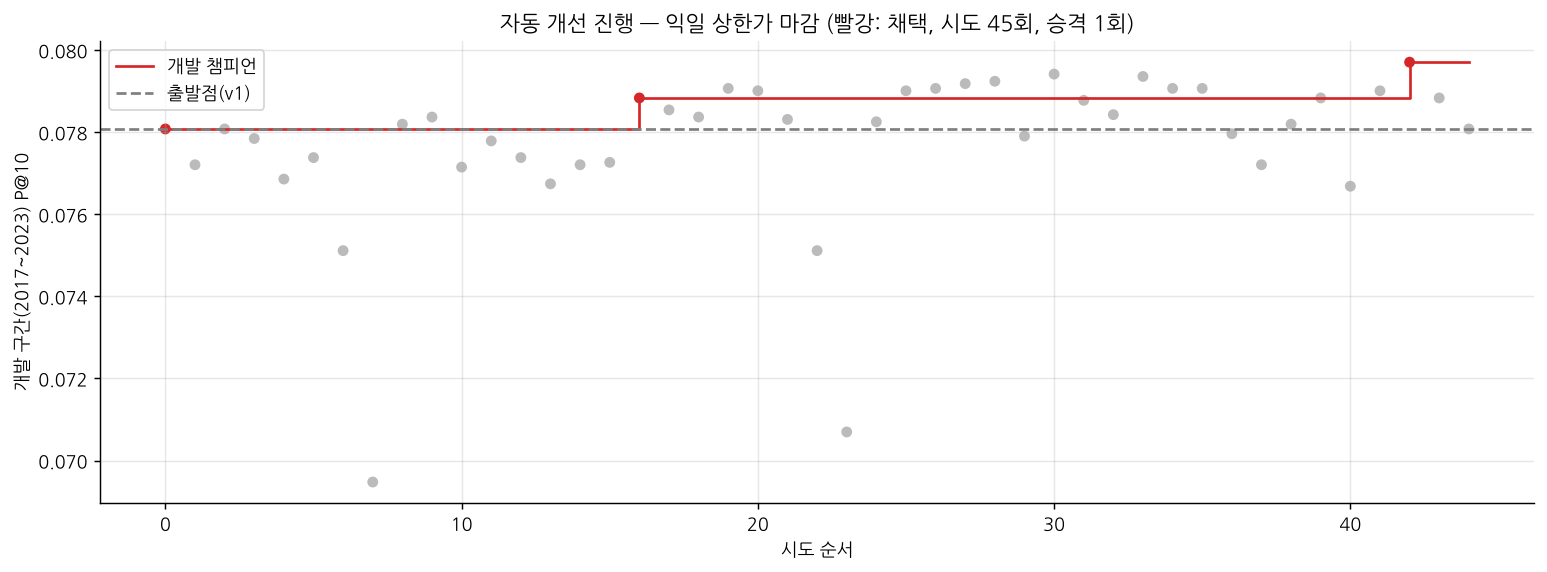 자동 개선 진행 — 익일 상한가 마감 (빨강: 채택, 시도 45회, 승격 1회)
개발 챔피언
출발점(v1)
개발 구간(2017~2023) P@10
0.080
0.078
0.076
0.074
0.072
0.070
0 10 20 30 40
시도 순서